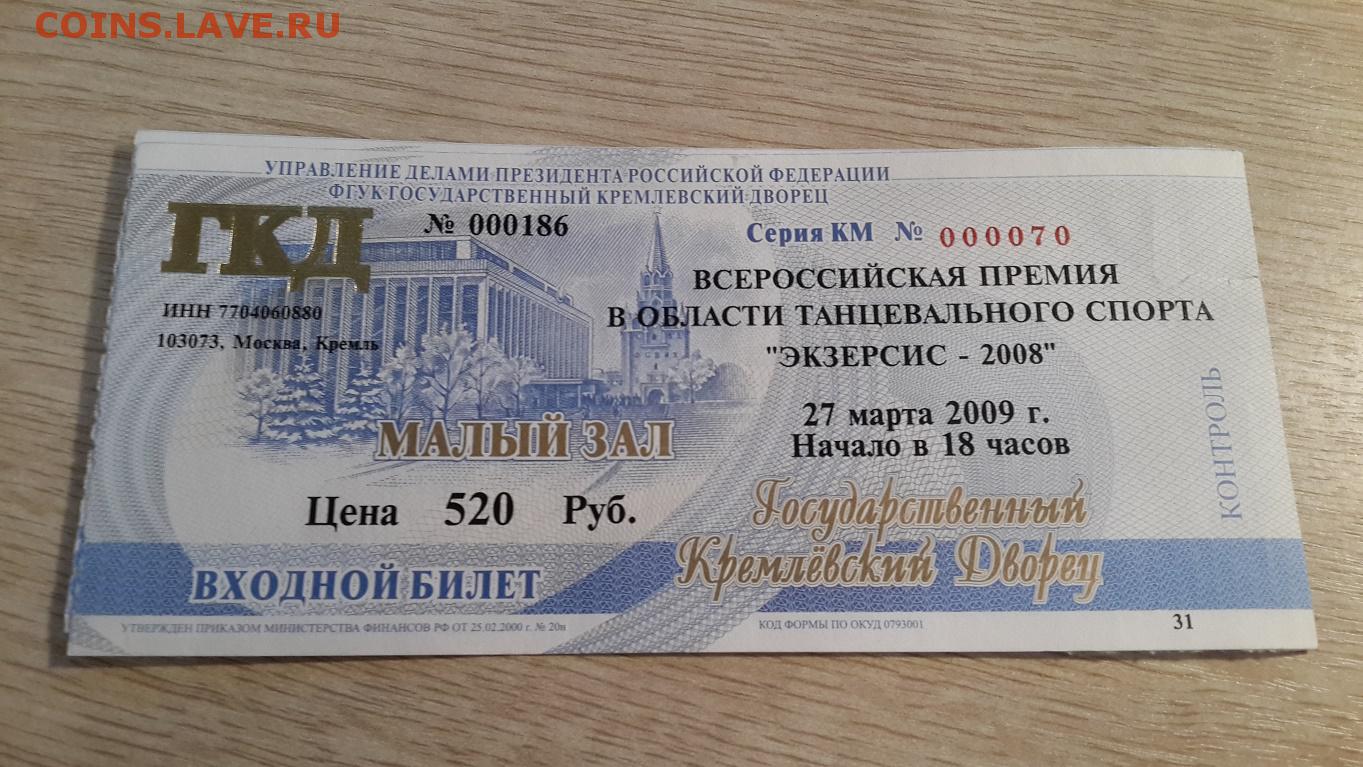 COINS.LAVE.RU
УПРАВЛЕНИЕ ДЕЛАМИ ПРЕЗИДЕНТА РОССИЙСКОЙ ФЕДЕРАЦИИ
ФГУК ГОСУДАРСТВЕННЫЙ КРЕМЛЕВСКИЙ ДВОРЕЦ
ГКД
№ 000186
Серия КМ № 000070
ИНН 7704060880
103073, Москва, Кремль
ВСЕРОССИЙСКАЯ ПРЕМИЯ
В ОБЛАСТИ ТАНЦЕВАЛЬНОГО СПОРТА
"ЭКЗЕРСИС - 2008"
27 марта 2009 г.
Начало в 18 часов
МАЛЫЙ ЗАЛ
Цена 520 Руб.
Государственный
Кремлёвский Дворец
ВХОДНОЙ БИЛЕТ
КОНТРОЛЬ
УТВЕРЖДЕН ПРИКАЗОМ МИНИСТЕРСТВА ФИНАНСОВ РФ ОТ 25.02.2000 г. № 20н
КОД ФОРМЫ ПО ОКУД 0793001
31